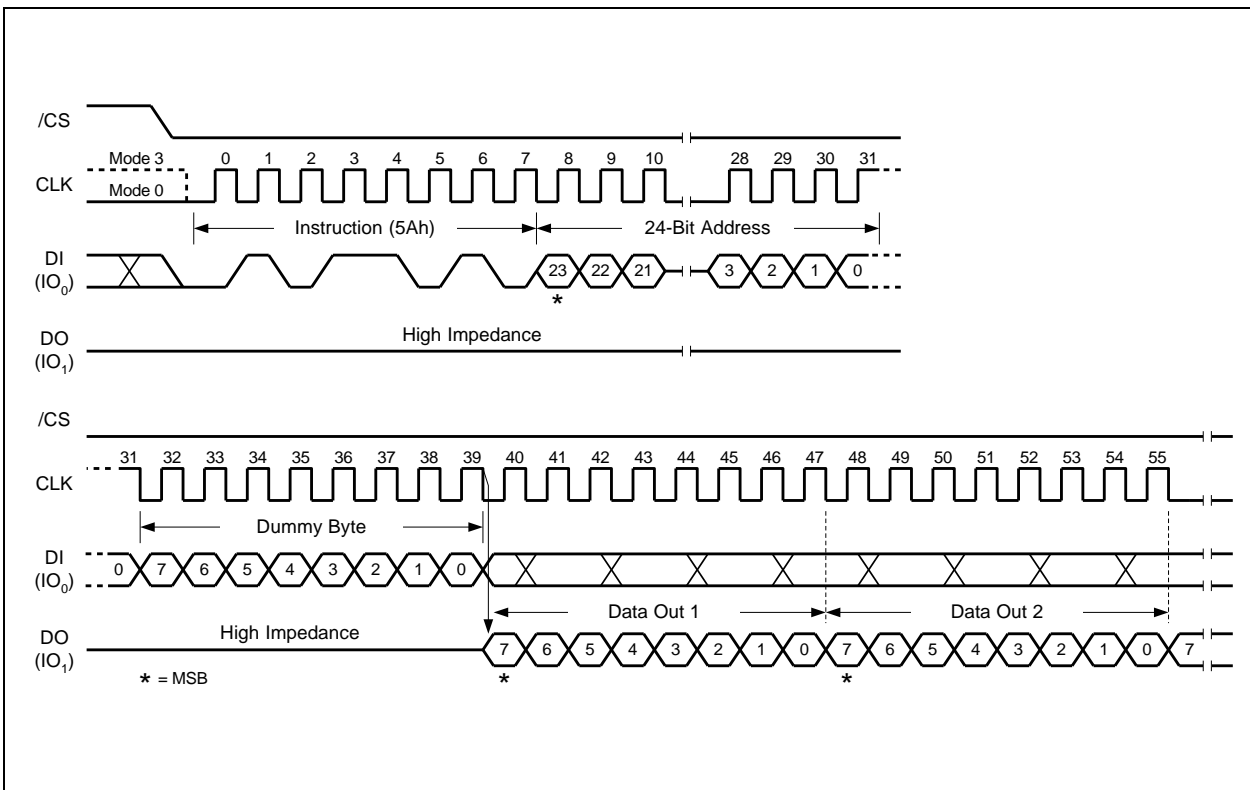 /CS
Mode 3 0 1 2 3 4 5 6 7 8 9 10 28 29 30 31
CLK
Mode 0
Instruction (5Ah) 24-Bit Address
DI
(IO0) 23 22 21 3 2 1 0
*
High Impedance
DO
(IO1)
/CS
31 32 33 34 35 36 37 38 39 40 41 42 43 44 45 46 47 48 49 50 51 52 53 54 55
CLK
Dummy Byte
DI
(IO0) 0 7 6 5 4 3 2 1 0
Data Out 1 Data Out 2
High Impedance
DO
(IO1) 7 6 5 4 3 2 1 0 7 6 5 4 3 2 1 0 7
* = MSB * *